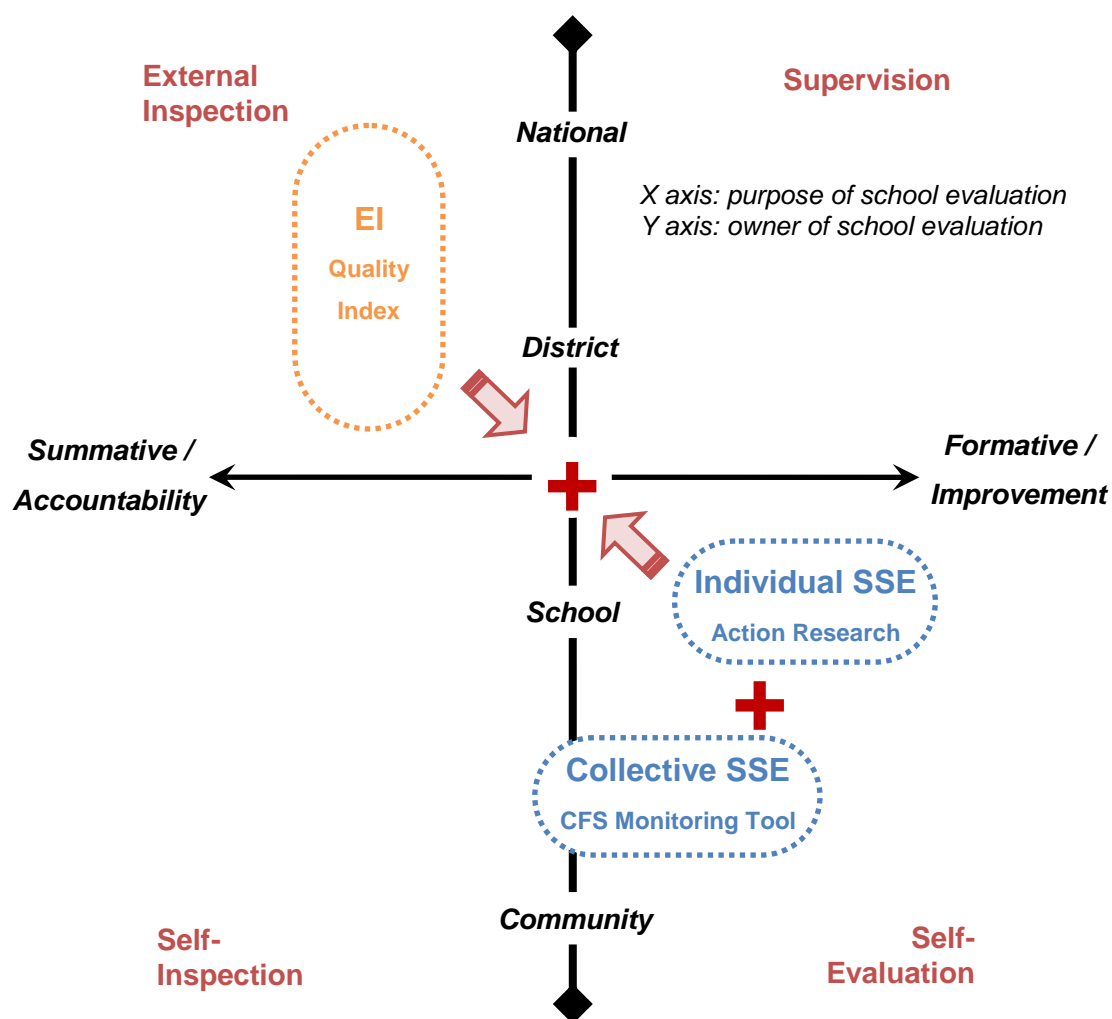 External
Inspection
Supervision
National
X axis: purpose of school evaluation
Y axis: owner of school evaluation
EI
Quality
Index
District
Summative /
Accountability
Formative /
Improvement
Individual SSE
Action Research
School
Collective SSE
CFS Monitoring Tool
Community
Self-
Inspection
Self-
Evaluation